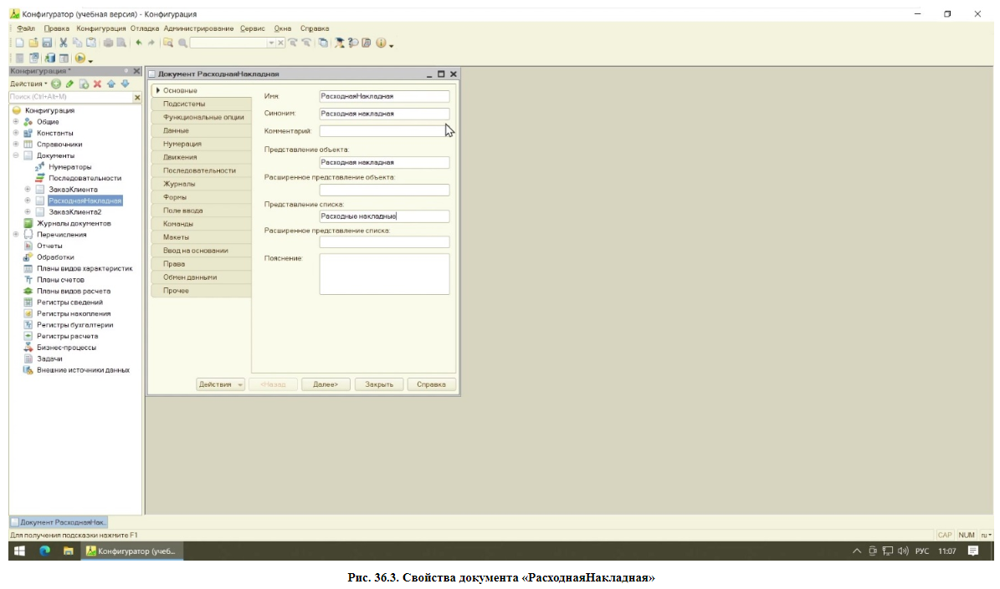 Конфигуратор (учебная версия) - Конфигурация
Файл Правка Конфигурация Отладка Администрирование Сервис Окна Справка
Конфигурация *
Действия
Поиск (Ctrl+Alt+M)
Конфигурация
Общие
Константы
Справочники
Документы
Нумераторы
Последовательности
ЗаказКлиента
РасходнаяНакладная
ЗаказКлиента2
Журналы документов
Перечисления
Отчеты
Обработки
Планы видов характеристик
Планы счетов
Планы видов расчета
Регистры сведений
Регистры накопления
Регистры бухгалтерии
Регистры расчета
Бизнес-процессы
Задачи
Внешние источники данных
Документ РасходнаяНакладная
Основные
Подсистемы
Функциональные опции
Данные
Нумерация
Движения
Последовательности
Журналы
Формы
Поле ввода
Команды
Макеты
Ввод на основании
Права
Обмен данными
Прочее
Имя: РасходнаяНакладная
Синоним: Расходная накладная
Комментарий:
Представление объекта:
Расходная накладная
Расширенное представление объекта:
Представление списка:
Расходные накладные
Расширенное представление списка:
Пояснение:
Действия <Назад Далее> Закрыть Справка
Документ РасходнаяНак...
Для получения подсказки нажмите F1
CAP NUM ru
Конфигуратор (учеб...
РУС 11:07
Рис. 36.3. Свойства документа «РасходнаяНакладная»